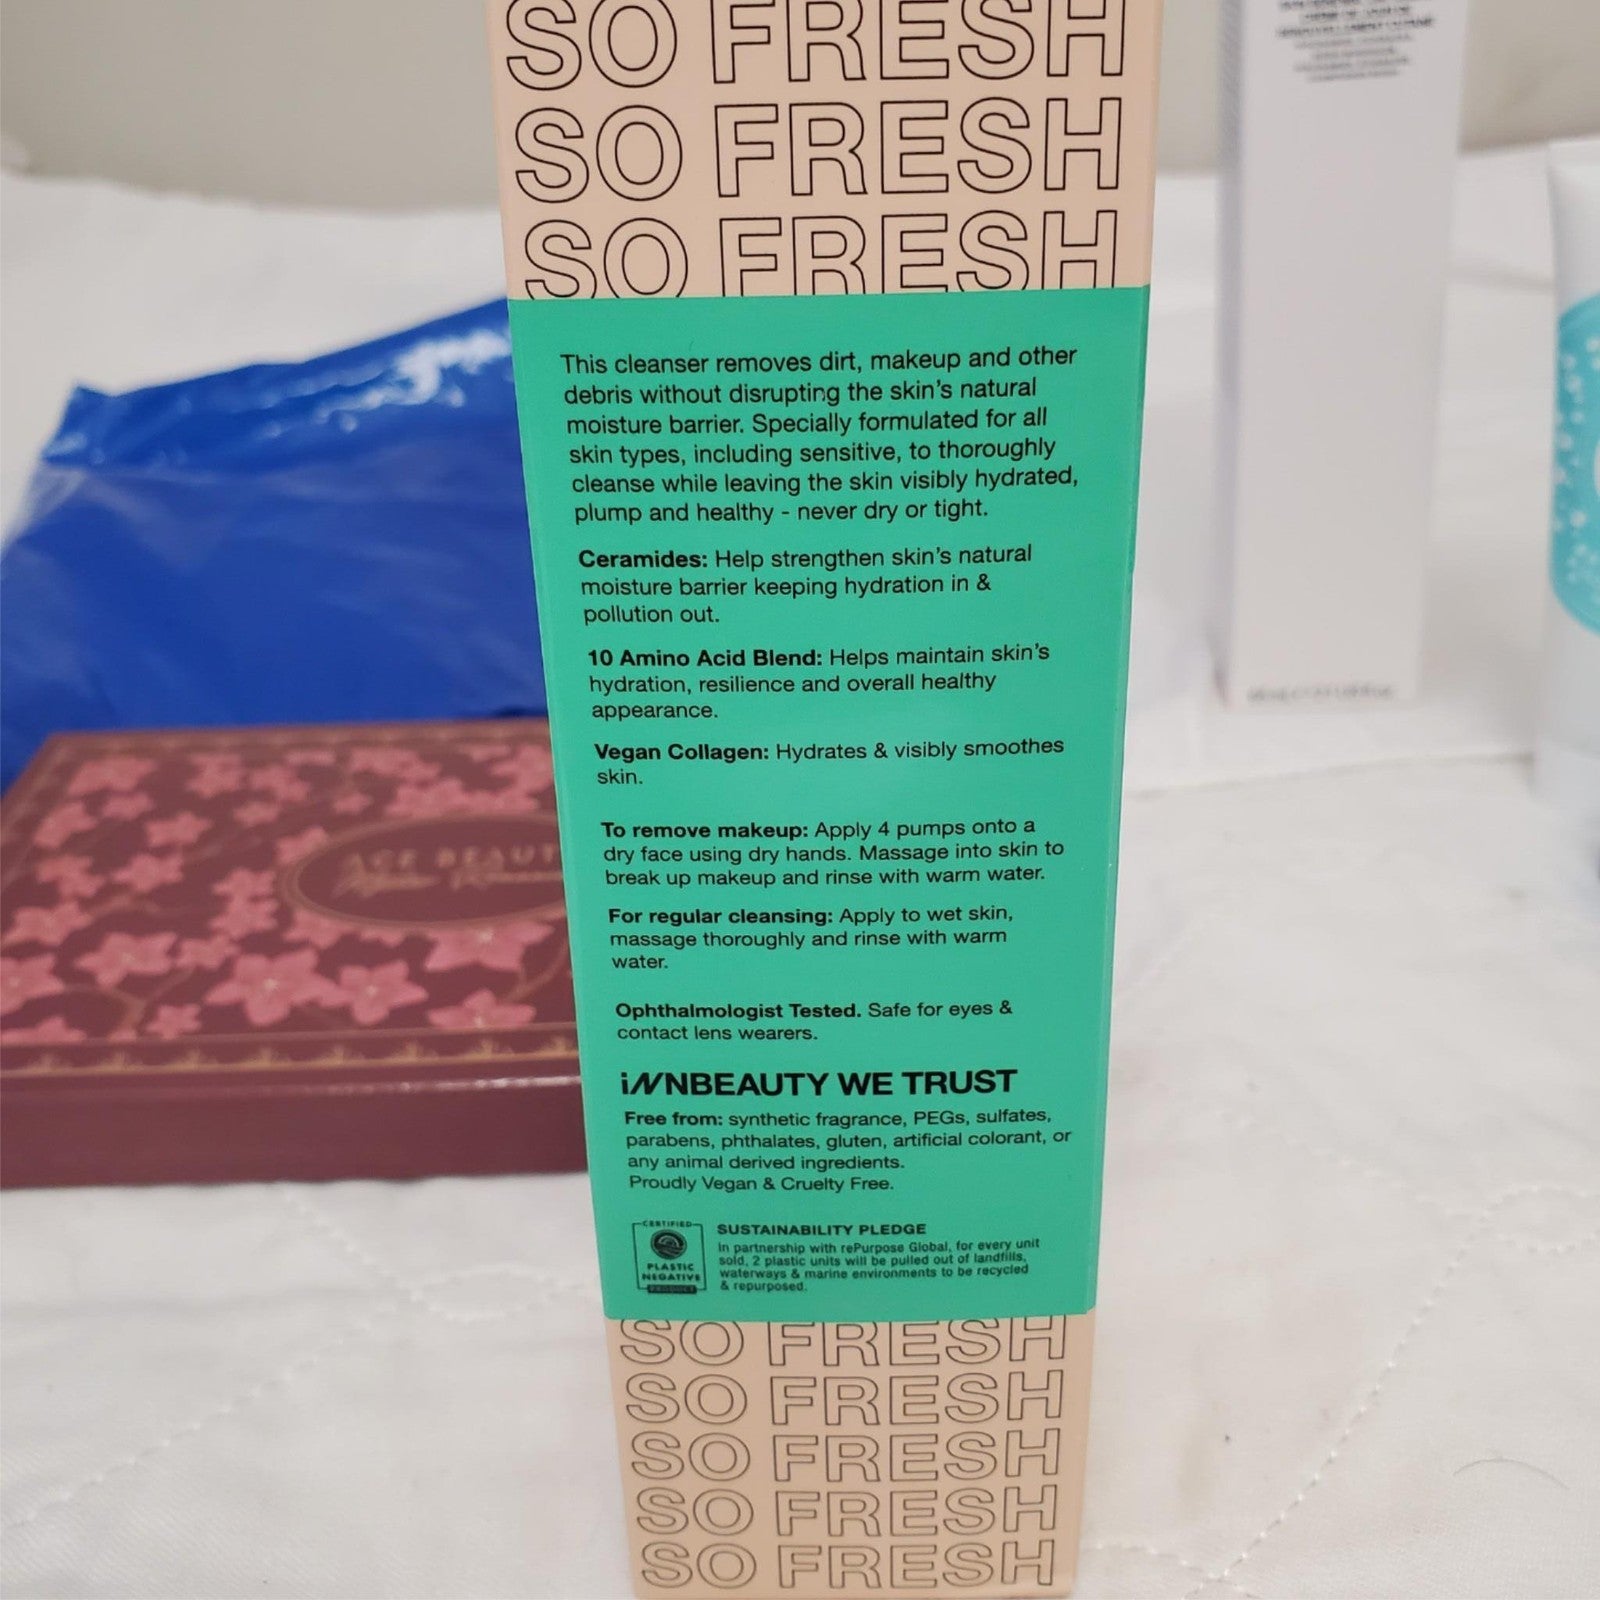 SO FRESH
SO FRESH
SO FRESH
This cleanser removes dirt, makeup and other
debris without disrupting the skin's natural
moisture barrier. Specially formulated for all
skin types, including sensitive, to thoroughly
cleanse while leaving the skin visibly hydrated,
plump and healthy - never dry or tight.
Ceramides: Help strengthen skin's natural
moisture barrier keeping hydration in &
pollution out.
10 Amino Acid Blend: Helps maintain skin's
hydration, resilience and overall healthy
appearance.
Vegan Collagen: Hydrates & visibly smoothes
skin.
To remove makeup: Apply 4 pumps onto a
dry face using dry hands. Massage into skin to
break up makeup and rinse with warm water.
For regular cleansing: Apply to wet skin,
massage thoroughly and rinse with warm
water.
Ophthalmologist Tested. Safe for eyes &
contact lens wearers.
iNNBEAUTY WE TRUST
Free from: synthetic fragrance, PEGs, sulfates,
parabens, phthalates, gluten, artificial colorant, or
any animal derived ingredients.
Proudly Vegan & Cruelty Free.
CERTIFIED
PLASTIC
NEGATIVE
PRODUCT
SUSTAINABILITY PLEDGE
In partnership with rePurpose Global, for every unit
sold, 2 plastic units will be pulled out of landfills,
waterways & marine environments to be recycled
& repurposed.
SO FRESH
SO FRESH
SO FRESH
SO FRESH
SO FRESH
ACE BEAUT